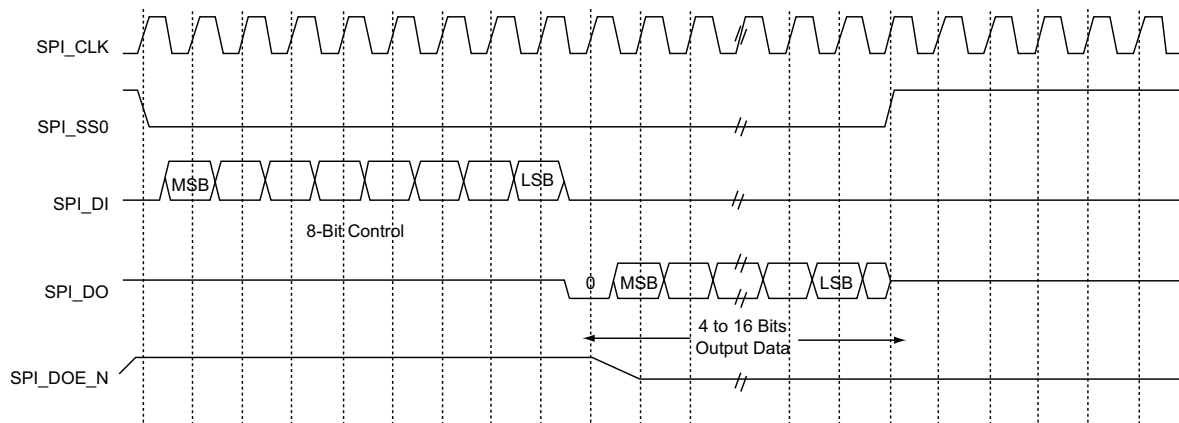 SPI_CLK
SPI_SS0
SPI_DI
MSB
LSB
8-Bit Control
SPI_DO
0
MSB
LSB
4 to 16 Bits
Output Data
SPI_DOE_N